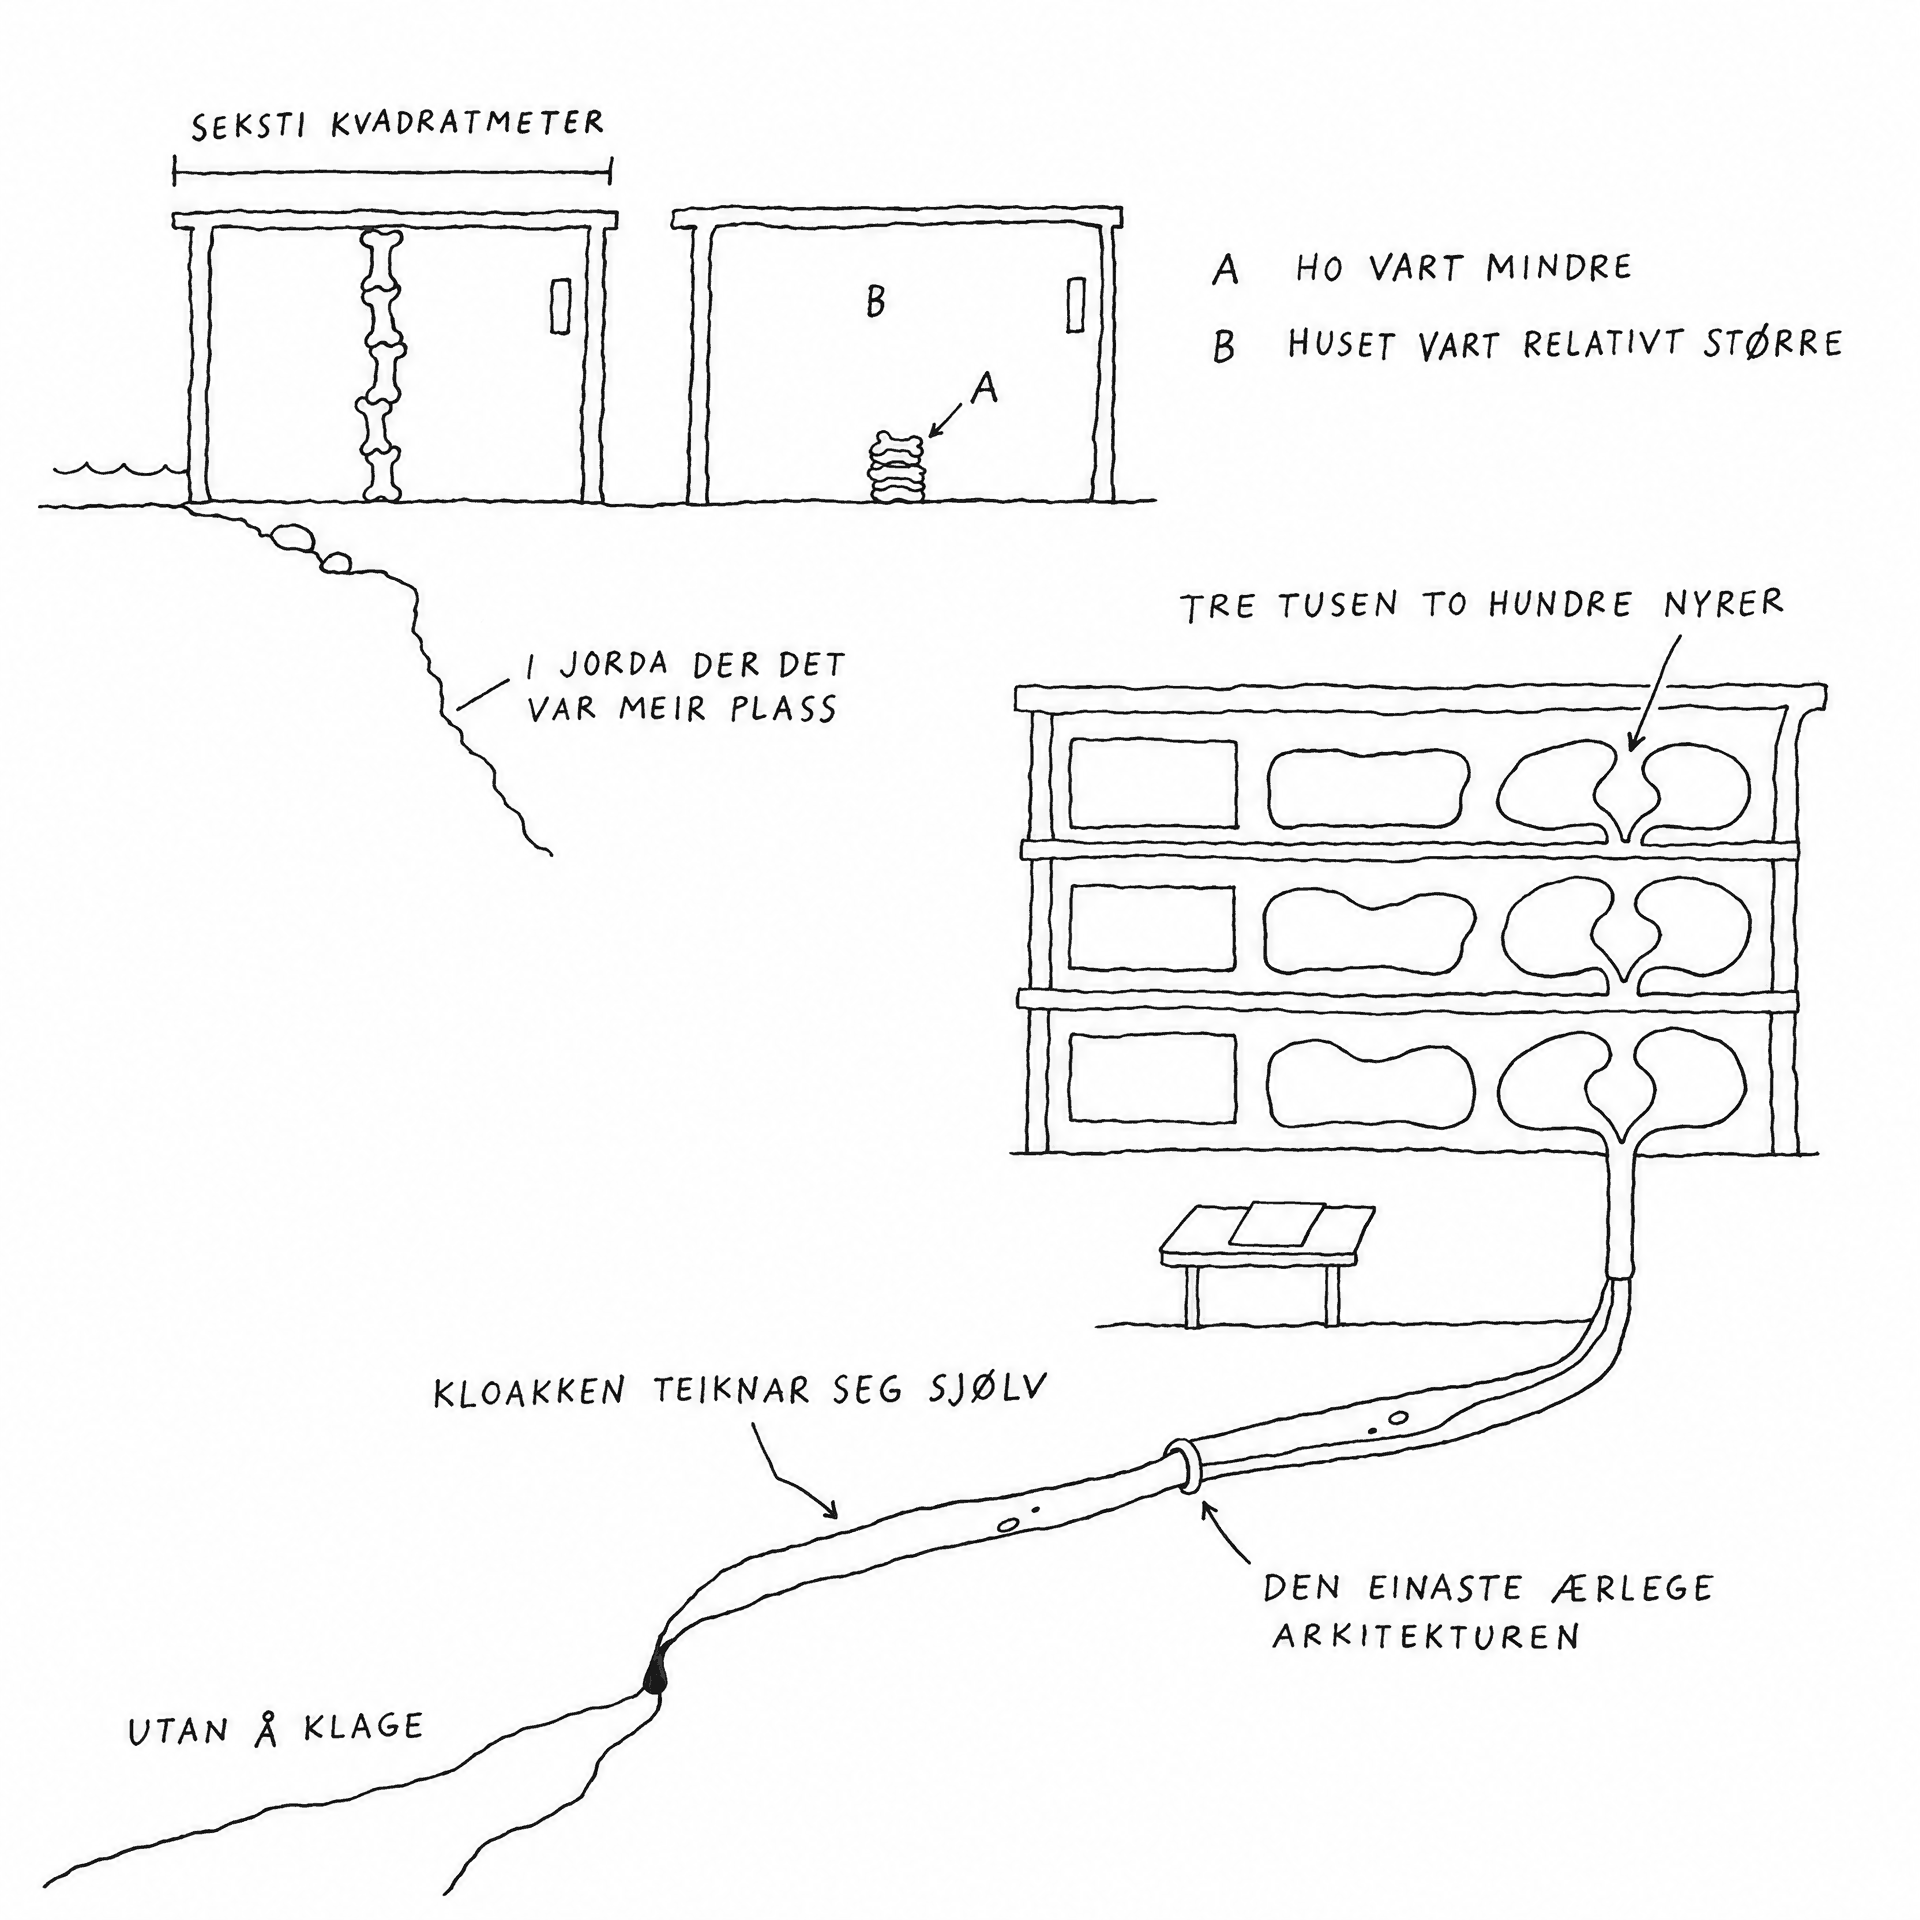 SEKSTI KVADRATMETER
B
A
A HO VART MINDRE
B HUSET VART RELATIVT STØRRE
I JORDA DER DET
VAR MEIR PLASS
TRE TUSEN TO HUNDRE NYRER
KLOAKKEN TEIKNAR SEG SJØLV
DEN EINASTE ÆRLEGE
ARKITEKTUREN
UTAN Å KLAGE